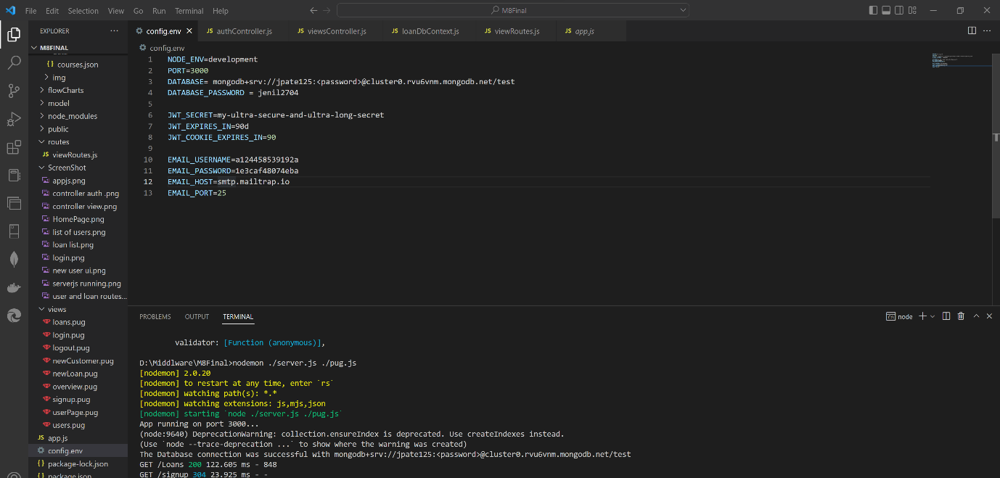 File Edit Selection View Go Run Terminal Help
M8Final
EXPLORER
M8FINAL
courses.json
img
flowCharts
model
node_modules
public
routes
JS viewRoutes.js
ScreenShot
appjs.png
controller auth .png
controller view.png
HomePage.png
list of users.png
loan list.png
login.png
new user ui.png
serverjs running.png
user and loan routes...
views
loans.pug
login.pug
logout.pug
newCustomer.pug
newLoan.pug
overview.pug
signup.pug
userPage.pug
users.pug
JS app.js
config.env
package-lock.json
package.json
config.env JS authController.js JS viewsController.js JS loanDbContext.js JS viewRoutes.js JS app.js
config.env
1 NODE_ENV=development
2 PORT=3000
3 DATABASE= mongodb+srv://jpate125:<password>@cluster0.rvu6vnm.mongodb.net/test
4 DATABASE_PASSWORD = jenil2704
5
6 JWT_SECRET=my-ultra-secure-and-ultra-long-secret
7 JWT_EXPIRES_IN=90d
8 JWT_COOKIE_EXPIRES_IN=90
9
10 EMAIL_USERNAME=a124458539192a
11 EMAIL_PASSWORD=1e3caf48074eba
12 EMAIL_HOST=smtp.mailtrap.io
13 EMAIL_PORT=25
PROBLEMS OUTPUT TERMINAL
node
validator: [Function (anonymous)],
D:\Middlware\M8Final>nodemon ./server.js ./pug.js
[nodemon] 2.0.20
[nodemon] to restart at any time, enter `rs`
[nodemon] watching path(s): *.*
[nodemon] watching extensions: js,mjs,json
[nodemon] starting `node ./server.js ./pug.js`
App running on port 3000...
(node:9640) DeprecationWarning: collection.ensureIndex is deprecated. Use createIndexes instead.
(Use `node --trace-deprecation ...` to show where the warning was created)
The Database connection was successful with mongodb+srv://jpate125:<password>@cluster0.rvu6vnm.mongodb.net/test
GET /Loans 200 122.605 ms - 848
GET /signup 304 23.925 ms - -